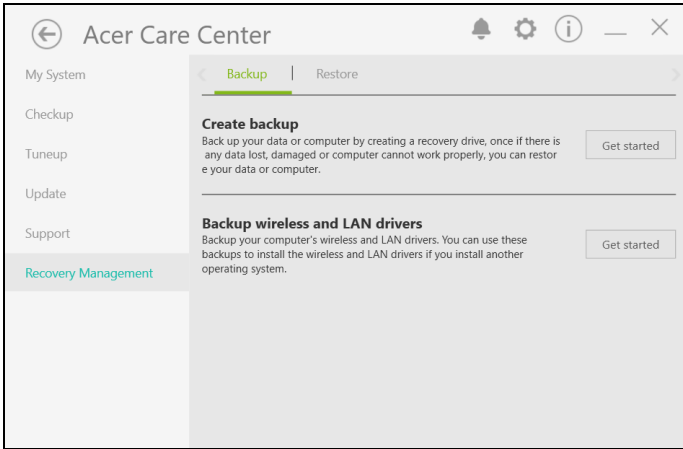 Acer Care Center
My System
Checkup
Tuneup
Update
Support
Recovery Management
Backup | Restore
Create backup
Back up your data or computer by creating a recovery drive, once if there is
any data lost, damaged or computer cannot work properly, you can restor
e your data or computer.
Get started
Backup wireless and LAN drivers
Backup your computer's wireless and LAN drivers. You can use these
backups to install the wireless and LAN drivers if you install another
operating system.
Get started